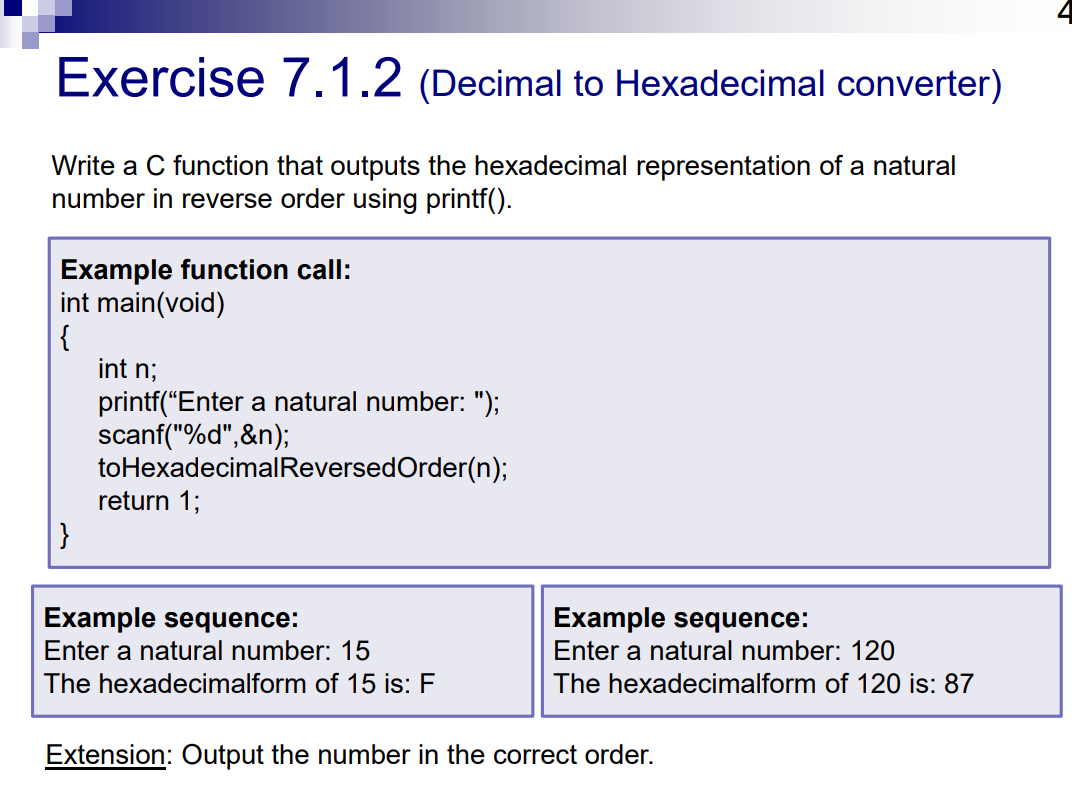 4
Exercise 7.1.2 (Decimal to Hexadecimal converter)
Write a C function that outputs the hexadecimal representation of a natural
number in reverse order using printf().
Example function call:
int main(void)
{
int n;
printf(“Enter a natural number: ");
scanf("%d",&n);
toHexadecimalReversedOrder(n);
return 1;
}
Example sequence:
Enter a natural number: 15
The hexadecimalform of 15 is: F
Example sequence:
Enter a natural number: 120
The hexadecimalform of 120 is: 87
Extension: Output the number in the correct order.